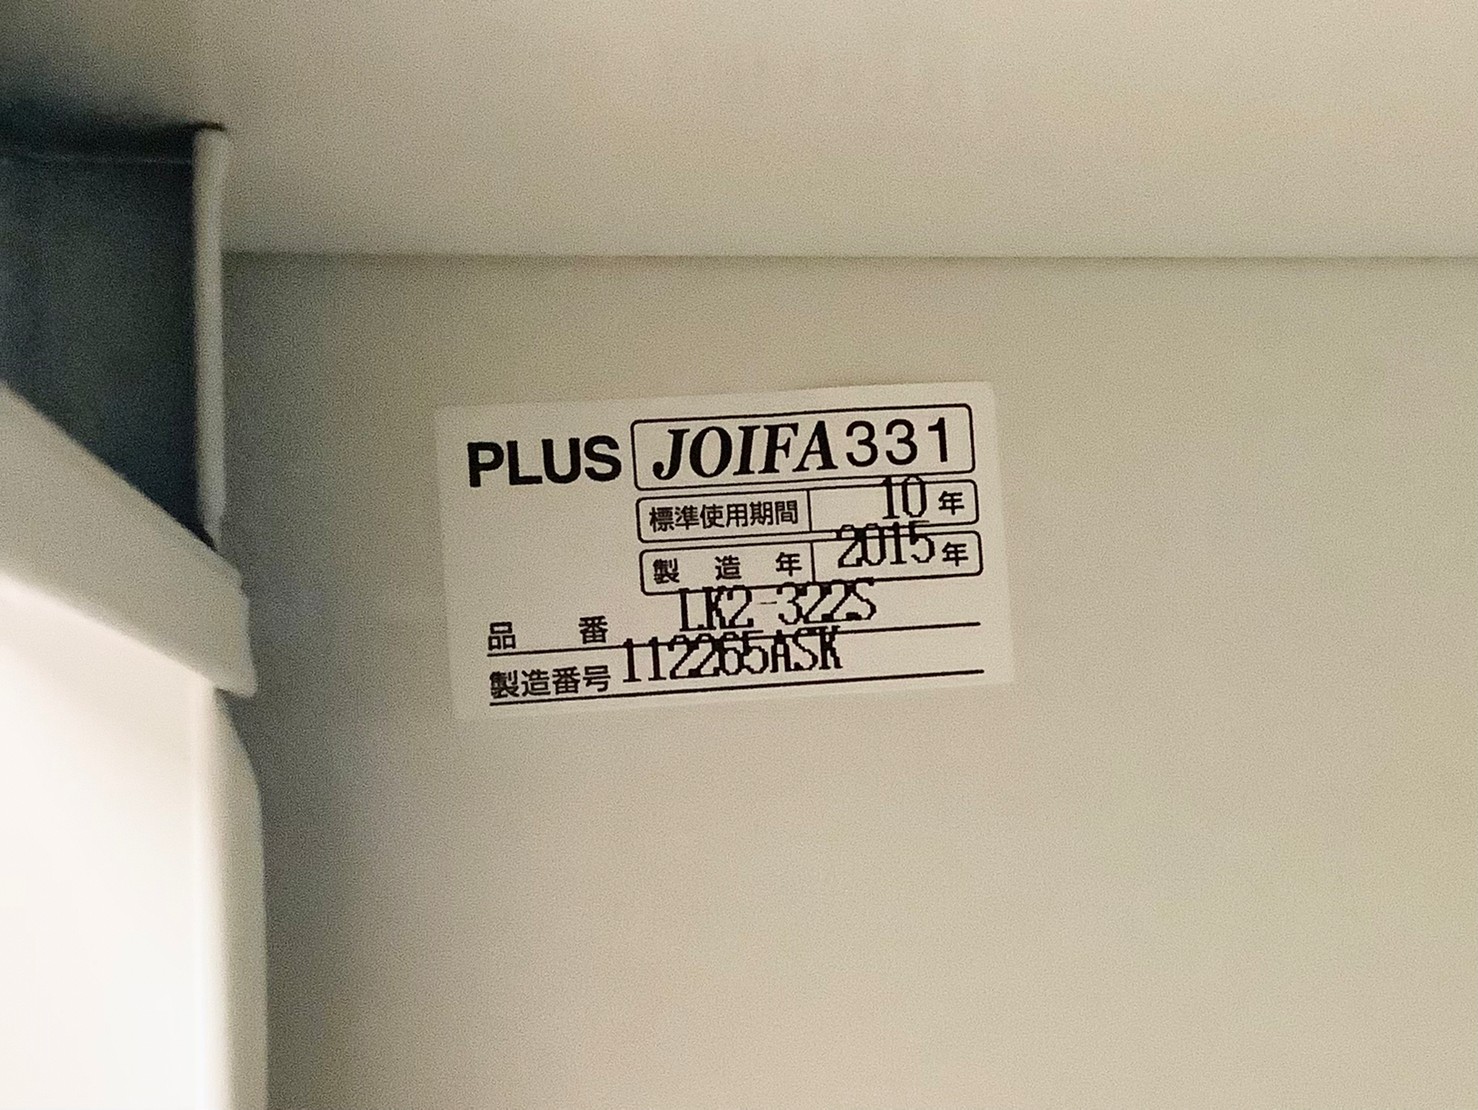 PLUS JOIFA331
標準使用期間 10年
製造年 2015年
品番 LK2-322S
製造番号 112265ASK